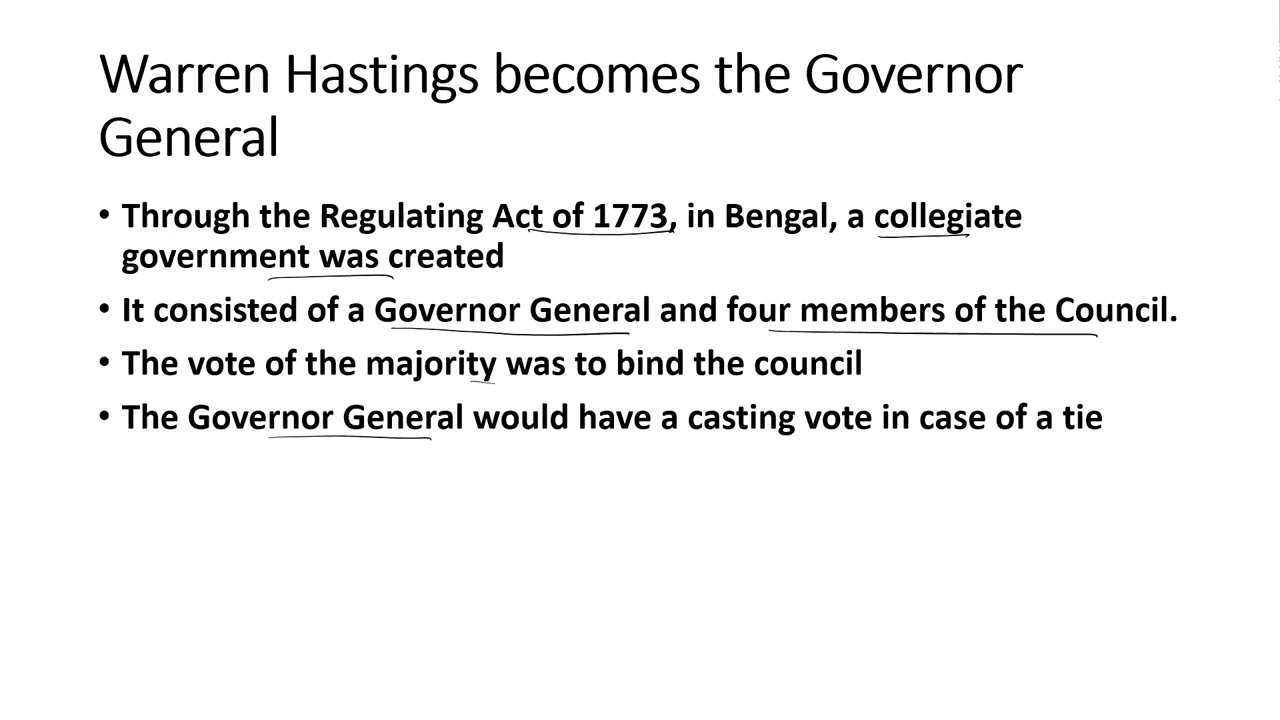 Warren Hastings becomes the Governor
General
• Through the Regulating Act of 1773, in Bengal, a collegiate
government was created
• It consisted of a Governor General and four members of the Council.
• The vote of the majority was to bind the council
• The Governor General would have a casting vote in case of a tie